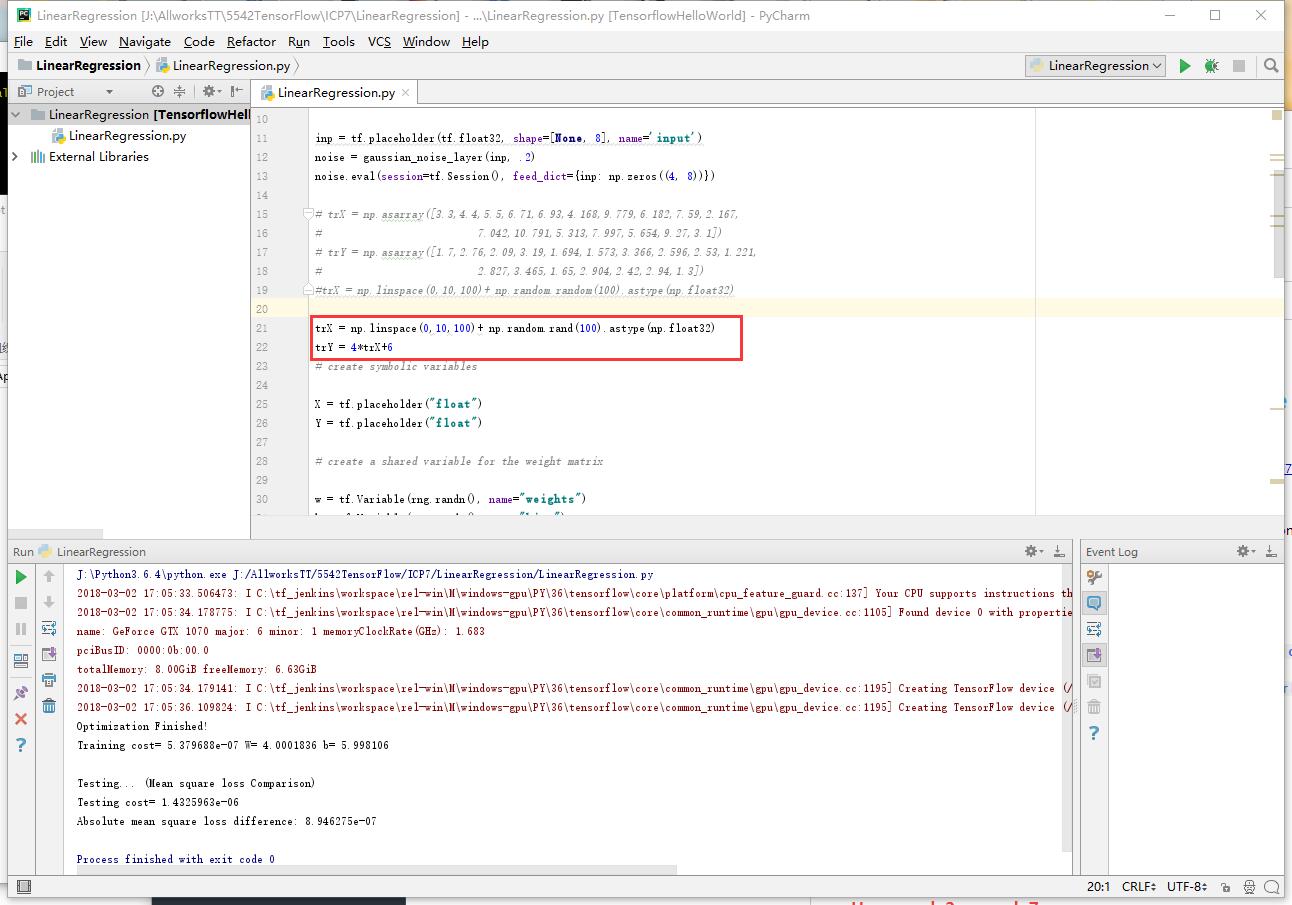 LinearRegression [J:\AllworksTT\5542TensorFlow\ICP7\LinearRegression] - ...\LinearRegression.py [TensorflowHelloWorld] - PyCharm
File Edit View Navigate Code Refactor Run Tools VCS Window Help
LinearRegression LinearRegression.py LinearRegression
Project LinearRegression.py
LinearRegression [TensorflowHell
LinearRegression.py
External Libraries
10
11 inp = tf.placeholder(tf.float32, shape=[None, 8], name='input')
12 noise = gaussian_noise_layer(inp, .2)
13 noise.eval(session=tf.Session(), feed_dict={inp: np.zeros((4, 8))})
14
15 # trX = np.asarray([3.3,4.4,5.5,6.71,6.93,4.168,9.779,6.182,7.59,2.167,
16 # 7.042,10.791,5.313,7.997,5.654,9.27,3.1])
17 # trY = np.asarray([1.7,2.76,2.09,3.19,1.694,1.573,3.366,2.596,2.53,1.221,
18 # 2.827,3.465,1.65,2.904,2.42,2.94,1.3])
19 #trX = np.linspace(0,10,100)+ np.random.random(100).astype(np.float32)
20
21 trX = np.linspace(0,10,100)+ np.random.rand(100).astype(np.float32)
22 trY = 4*trX+6
23 # create symbolic variables
24
25 X = tf.placeholder("float")
26 Y = tf.placeholder("float")
27
28 # create a shared variable for the weight matrix
29
30 w = tf.Variable(rng.randn(), name="weights")
Run LinearRegression
Event Log
J:\Python3.6.4\python.exe J:/AllworksTT/5542TensorFlow/ICP7/LinearRegression/LinearRegression.py
2018-03-02 17:05:33.506473: I C:\tf_jenkins\workspace\rel-win\M\windows-gpu\PY\36\tensorflow\core\platform\cpu_feature_guard.cc:137] Your CPU supports instructions th
2018-03-02 17:05:34.178775: I C:\tf_jenkins\workspace\rel-win\M\windows-gpu\PY\36\tensorflow\core\common_runtime\gpu\gpu_device.cc:1105] Found device 0 with propertie
name: GeForce GTX 1070 major: 6 minor: 1 memoryClockRate(GHz): 1.683
pciBusID: 0000:0b:00.0
totalMemory: 8.00GiB freeMemory: 6.63GiB
2018-03-02 17:05:34.179141: I C:\tf_jenkins\workspace\rel-win\M\windows-gpu\PY\36\tensorflow\core\common_runtime\gpu\gpu_device.cc:1195] Creating TensorFlow device (/
2018-03-02 17:05:36.109824: I C:\tf_jenkins\workspace\rel-win\M\windows-gpu\PY\36\tensorflow\core\common_runtime\gpu\gpu_device.cc:1195] Creating TensorFlow device (/
Optimization Finished!
Training cost= 5.379688e-07 W= 4.0001836 b= 5.998106
Testing... (Mean square loss Comparison)
Testing cost= 1.4325963e-06
Absolute mean square loss difference: 8.946275e-07
Process finished with exit code 0
20:1 CRLF UTF-8